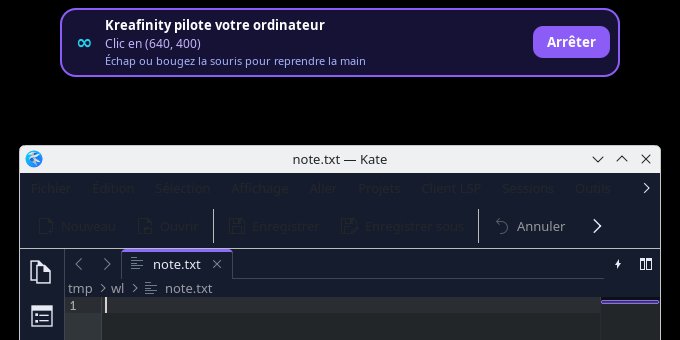 Kreafinity pilote votre ordinateur
Clic en (640, 400)
Échap ou bougez la souris pour reprendre la main
Arrêter
note.txt — Kate
Fichier Édition Sélection Affichage Aller Projets Client LSP Sessions Outils
Nouveau Ouvrir Enregistrer Enregistrer sous Annuler
note.txt
tmp > wl > note.txt
1